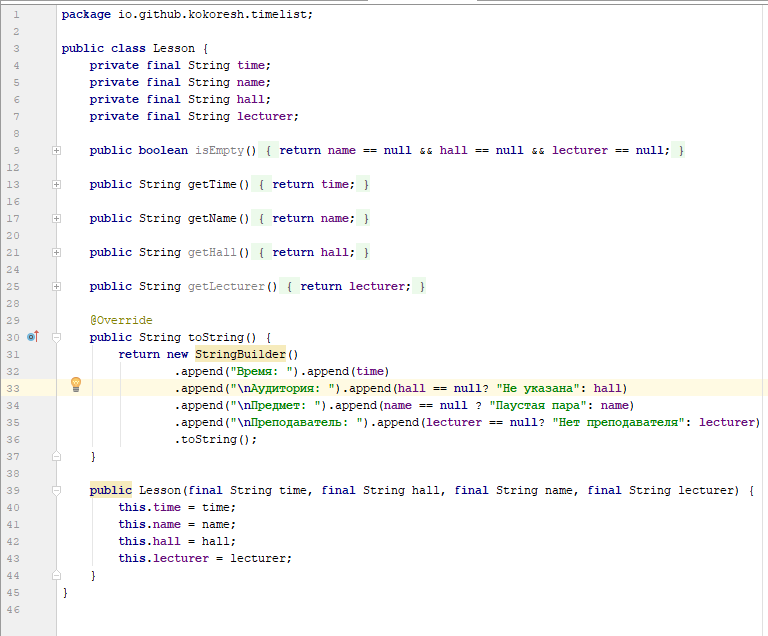 1 package io.github.kokoresh.timelist;
2
3 public class Lesson {
4 private final String time;
5 private final String name;
6 private final String hall;
7 private final String lecturer;
8
9 public boolean isEmpty() { return name == null && hall == null && lecturer == null; }
12
13 public String getTime() { return time; }
16
17 public String getName() { return name; }
20
21 public String getHall() { return hall; }
24
25 public String getLecturer() { return lecturer; }
28
29 @Override
30 public String toString() {
31 return new StringBuilder()
32 .append("Время: ").append(time)
33 .append("\nАудитория: ").append(hall == null? "Не указана": hall)
34 .append("\nПредмет: ").append(name == null ? "Паустая пара": name)
35 .append("\nПреподаватель: ").append(lecturer == null? "Нет преподавателя": lecturer)
36 .toString();
37 }
38
39 public Lesson(final String time, final String hall, final String name, final String lecturer) {
40 this.time = time;
41 this.name = name;
42 this.hall = hall;
43 this.lecturer = lecturer;
44 }
45 }
46